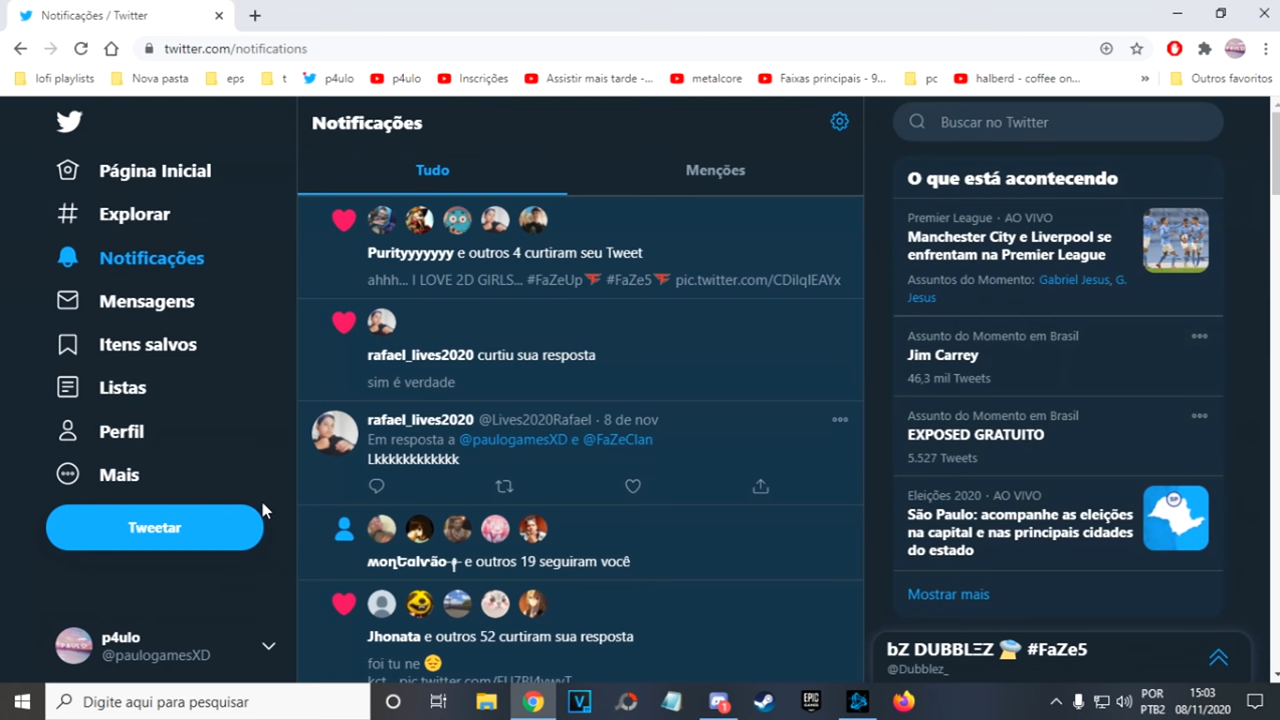 Notificações / Twitter
twitter.com/notifications
lofi playlists
Nova pasta
eps
t
p4ulo
p4ulo
Inscrições
Assistir mais tarde -...
metalcore
Faixas principais - 9...
pc
halberd - coffee on...
»
Outros favoritos
Página Inicial
Explorar
Notificações
Mensagens
Itens salvos
Listas
Perfil
Mais
Tweetar
p4ulo
@paulogamesXD
Notificações
Tudo
Menções
Purityyyyyyy e outros 4 curtiram seu Tweet
ahhh... I LOVE 2D GIRLS... #FaZeUp #FaZe5 pic.twitter.com/CDilqIEAYx
rafael_lives2020 curtiu sua resposta
sim é verdade
rafael_lives2020 @Lives2020Rafael · 8 de nov
Em resposta a @paulogamesXD e @FaZeClan
Lkkkkkkkkkkkk
e outros 19 seguiram você
Jhonata e outros 52 curtiram sua resposta
foi tu ne 😔
Buscar no Twitter
O que está acontecendo
Premier League · AO VIVO
Manchester City e Liverpool se
enfrentam na Premier League
Assuntos do Momento: Gabriel Jesus, G.
Jesus
Assunto do Momento em Brasil
Jim Carrey
46,3 mil Tweets
Assunto do Momento em Brasil
EXPOSED GRATUITO
5.527 Tweets
Eleições 2020 · AO VIVO
São Paulo: acompanhe as eleições
na capital e nas principais cidades
do estado
SP
Mostrar mais
bZ DUBBLΞZ #FaZe5
@Dubblez_
Digite aqui para pesquisar
POR
PTB2
15:03
08/11/2020